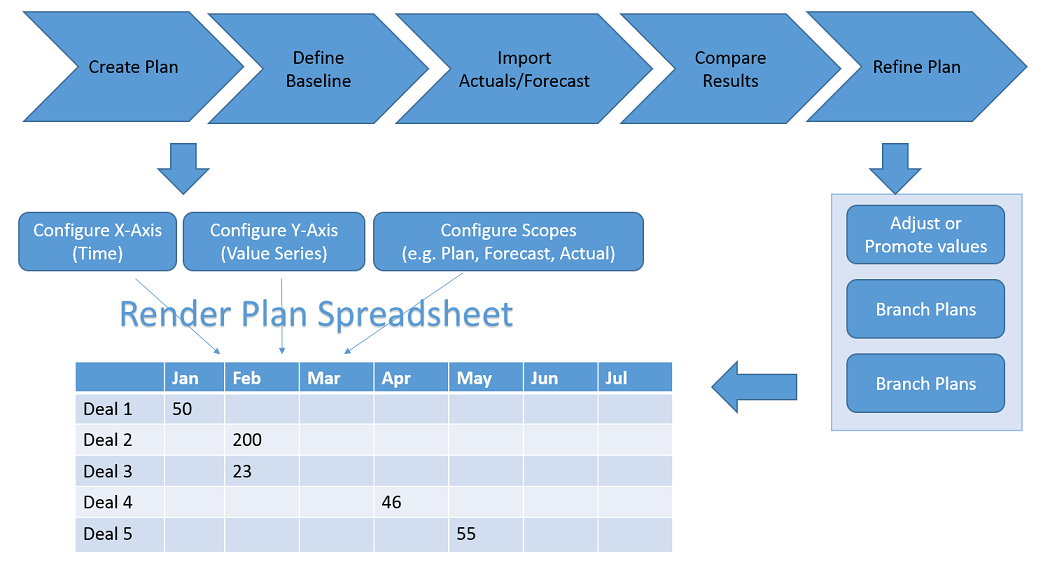 Create Plan
Define
Baseline
Import
Actuals/Forecast
Compare
Results
Refine Plan
Configure X-Axis
(Time)
Configure Y-Axis
(Value Series)
Configure Scopes
(e.g. Plan, Forecast, Actual)
Adjust or
Promote values
Branch Plans
Branch Plans
Render Plan Spreadsheet
Jan Feb Mar Apr May Jun Jul
Deal 1 50
Deal 2 200
Deal 3 23
Deal 4 46
Deal 5 55